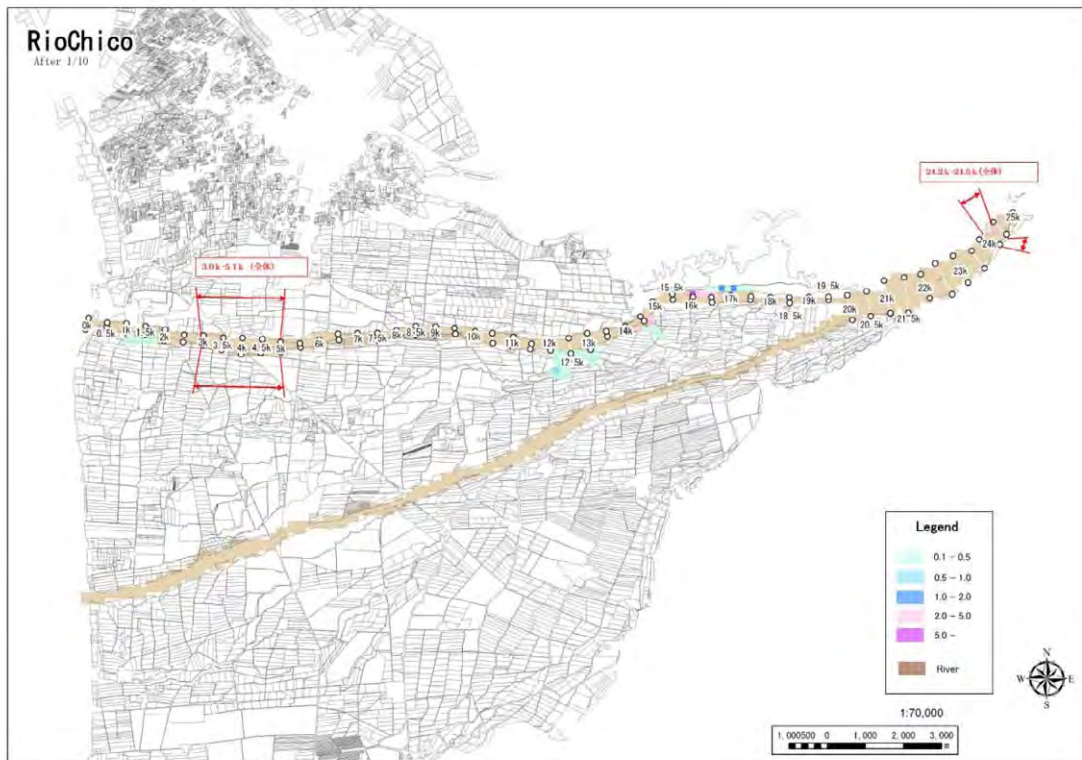 RioChico
After 1/10
3.0k-5.1k (全体)
24.2k-24.5k (全体)
0k
0.5k
1k
2k
3k
3.5k
4k
4.5k
5k
6k
7k
7.5k
8k
8.5k
9k
10k
11k
12k
12.5k
13k
14k
15k
15.5k
16k
17k
18k
18.5k
19k
19.5k
20k
20.5k
21k
21.5k
22k
23k
24k
25k
Legend
0.1 - 0.5
0.5 - 1.0
1.0 - 2.0
2.0 - 5.0
5.0 -
River
N
W E
S
1:70,000
1,000500 0 1,000 2,000 3,000